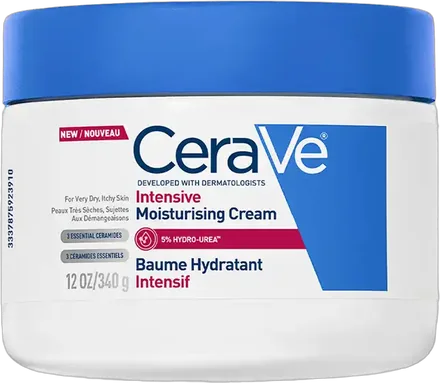 NEW / NOUVEAU
CeraVe®
DEVELOPED WITH DERMATOLOGISTS
Intensive
Moisturising Cream
For Very Dry, Itchy Skin
Peaux Très Sèches, Sujettes
Aux Démangeaisons
5% HYDRO-UREA™
3 ESSENTIAL CERAMIDES
3 CÉRAMIDES ESSENTIELS
Baume Hydratant
Intensif
12 OZ/340 g
3337875923910